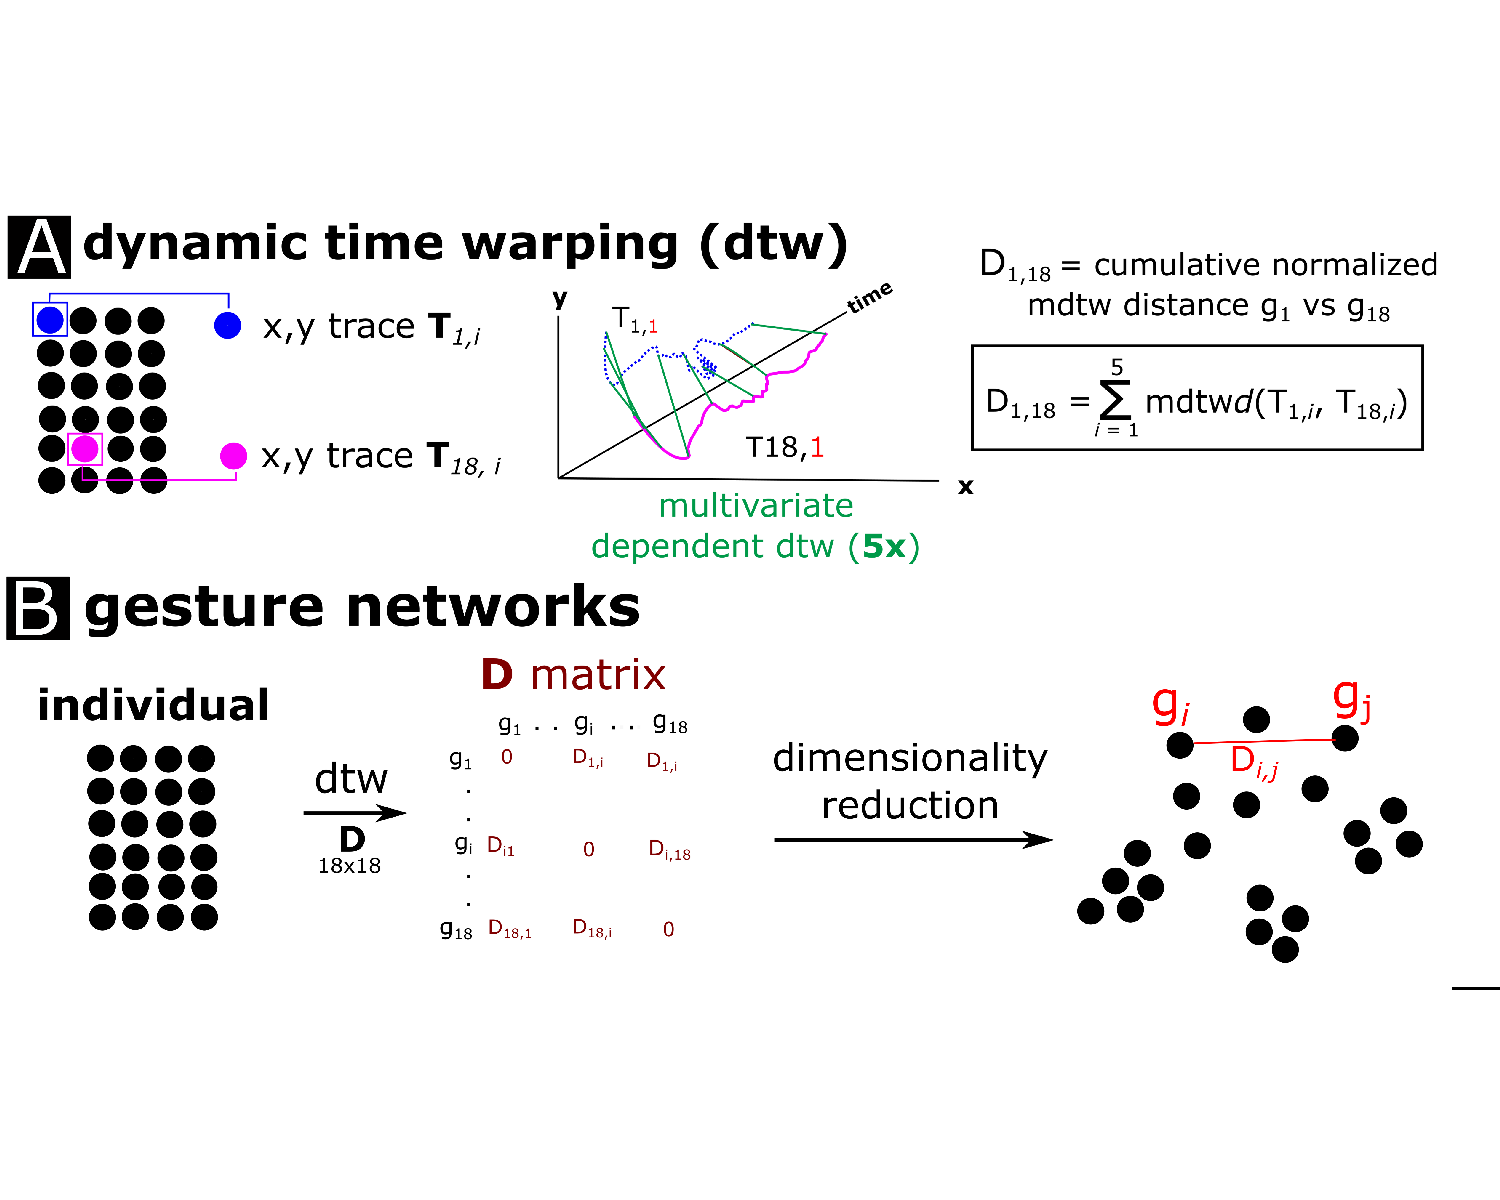 A dynamic time warping (dtw)
x,y trace T1,i
x,y trace T18, i
y
time
T1,1
T18,1
x
multivariate
dependent dtw (5x)
D1,18 = cumulative normalized
mdtw distance g1 vs g18
D1,18 = 5 Σ i = 1 mdtwd(T1,i, T18,i)
B gesture networks
individual
dtw
D
18x18
D matrix
g1 . . gi . . g18
g1 0 D1,i D1,i
.
.
gi Di1 0 Di,18
.
.
g18 D18,1 D18,i 0
dimensionality
reduction
gi gj
Di,j